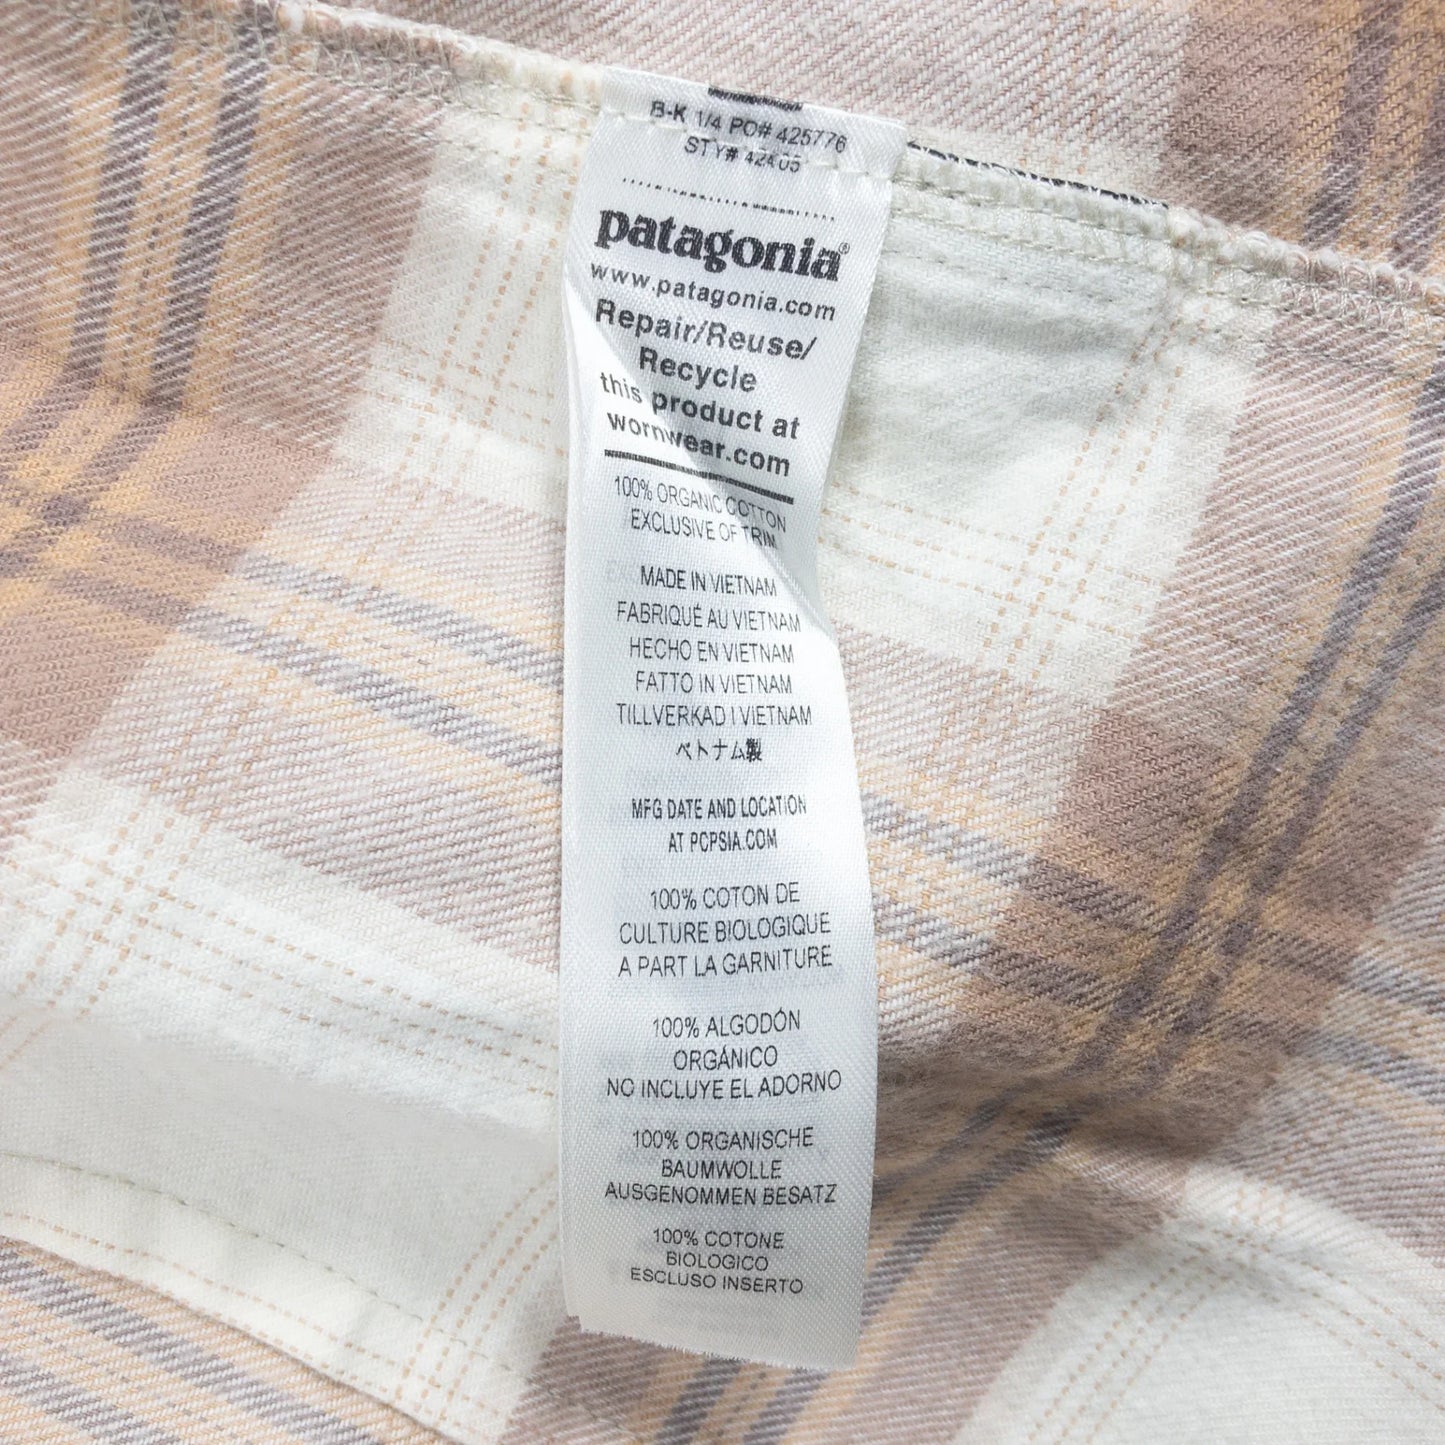 B-K 1/4 PO# 425776
STY# 42405
patagonia®
www.patagonia.com
Repair/Reuse/
Recycle
this product at
wornwear.com
100% ORGANIC COTTON
EXCLUSIVE OF TRIM
MADE IN VIETNAM
FABRIQUÉ AU VIETNAM
HECHO EN VIETNAM
FATTO IN VIETNAM
TILLVERKAD I VIETNAM
ベトナム製
MFG DATE AND LOCATION
AT PCPSIA.COM
100% COTON DE
CULTURE BIOLOGIQUE
A PART LA GARNITURE
100% ALGODÓN
ORGÁNICO
NO INCLUYE EL ADORNO
100% ORGANISCHE
BAUMWOLLE
AUSGENOMMEN BESATZ
100% COTONE
BIOLOGICO
ESCLUSO INSERTO